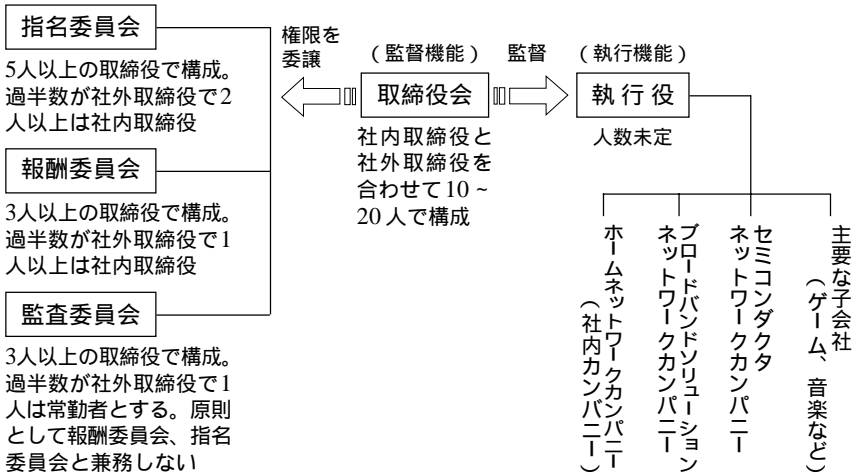 指名委員会
5人以上の取締役で構成。
過半数が社外取締役で2
人以上は社内取締役
報酬委員会
3人以上の取締役で構成。
過半数が社外取締役で1
人以上は社内取締役
監査委員会
3人以上の取締役で構成。
過半数が社外取締役で1
人は常勤者とする。原則
として報酬委員会、指名
委員会と兼務しない
権限を
委譲
(監督機能)
取締役会
社内取締役と
社外取締役を
合わせて10~
20人で構成
監督
(執行機能)
執行役
人数未定
主要な子会社
(ゲーム、音楽など)
セミコンダクタ
ネットワークカンパニー
ブロードバンドソリューション
ネットワークカンパニー
ホームネットワークカンパニー
(社内カンパニー)